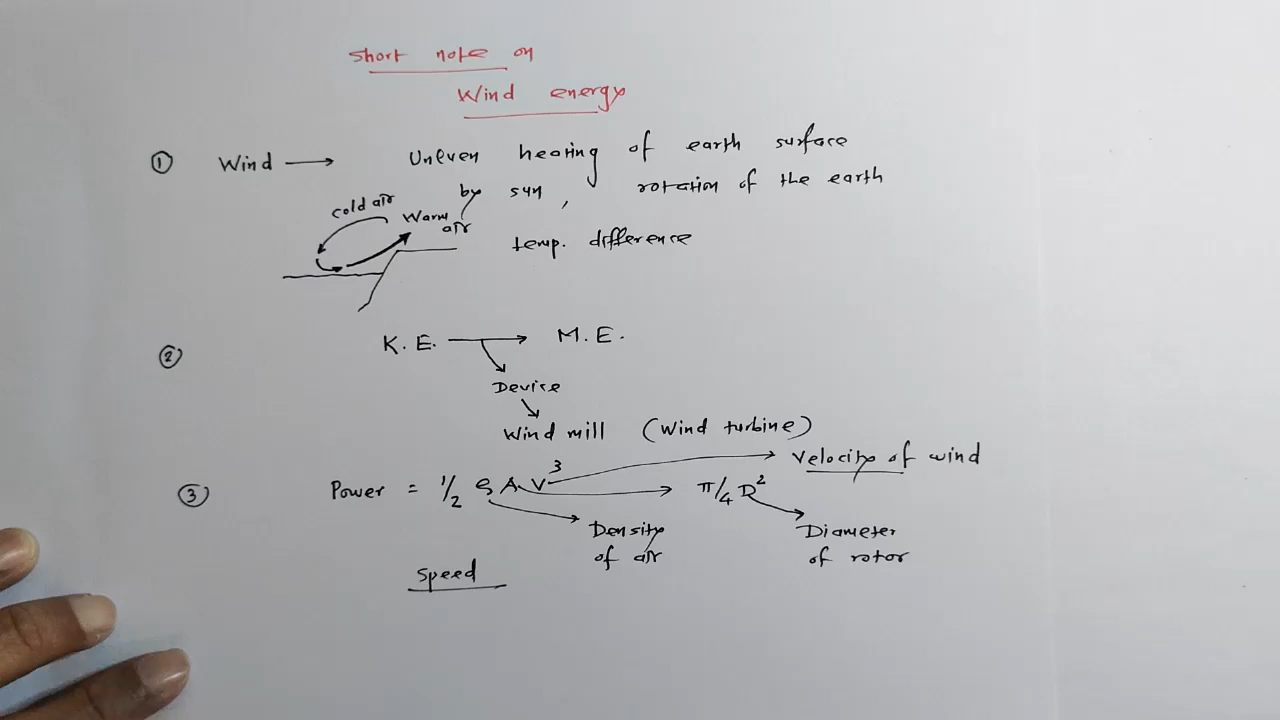 Short note on
Wind energy
① Wind → Uneven heating of earth surface
by sun, rotation of the earth
cold air
Warm air
temp. difference
② K. E. → M. E.
Device
Wind mill (Wind turbine)
③ Power = 1/2 ρ A V³
Velocity of wind
π/4 D²
Density of air
Diameter of rotor
Speed